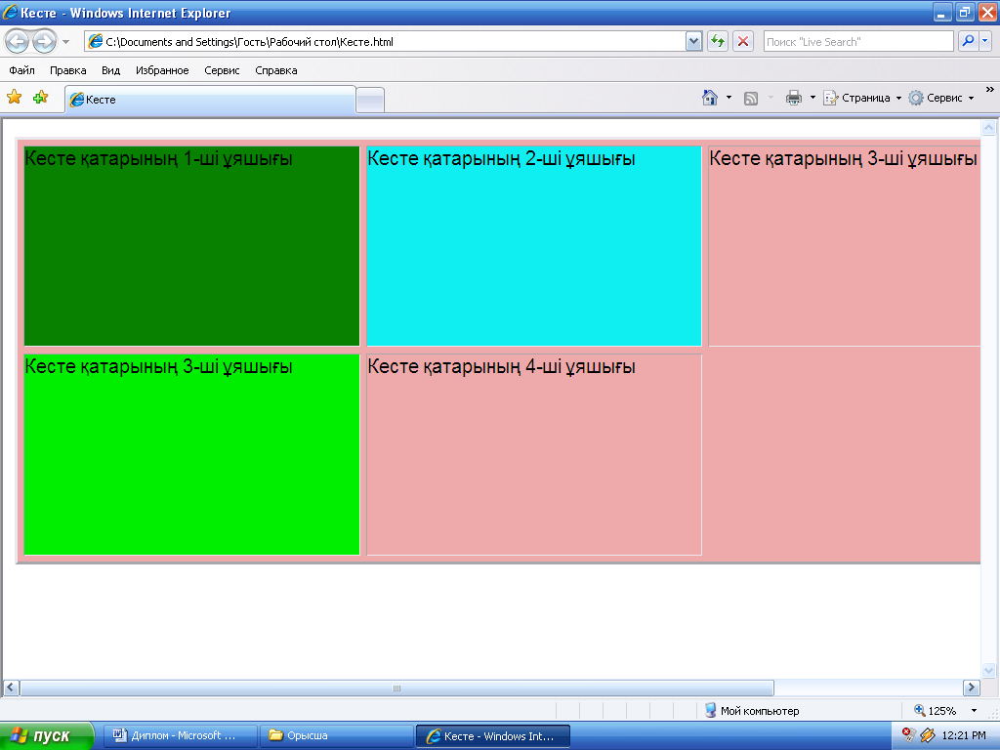 Кесте - Windows Internet Explorer
C:\Documents and Settings\Гость\Рабочий стол\Кесте.html
Поиск "Live Search"
Файл Правка Вид Избранное Сервис Справка
Кесте
Страница Сервис
Кесте қатарының 1-ші ұяшығы Кесте қатарының 2-ші ұяшығы Кесте қатарының 3-ші ұяшығы
Кесте қатарының 3-ші ұяшығы Кесте қатарының 4-ші ұяшығы
Мой компьютер 125%
пуск Диплом - Microsoft ... Орысша Кесте - Windows Int... 12:21 PM